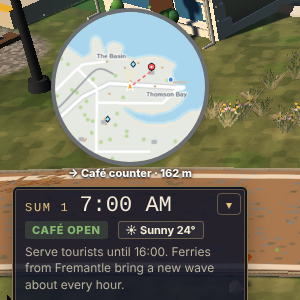 The Basin
Thomson Bay
→ Café counter · 162 m
SUM 1 7:00 AM ▼
CAFÉ OPEN ☀ Sunny 24°
Serve tourists until 16:00. Ferries
from Fremantle bring a new wave
about every hour.